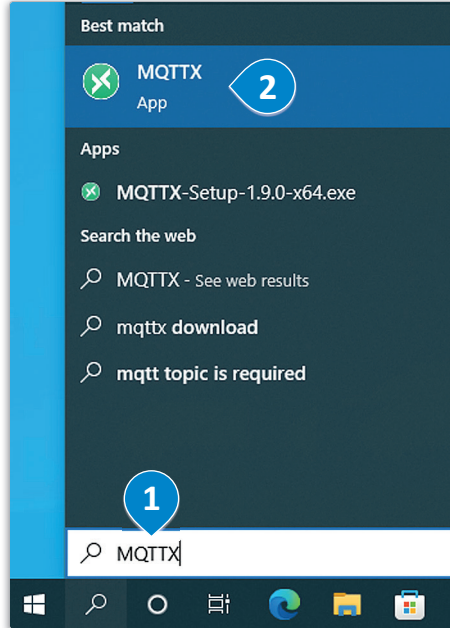 Best match
MQTTX
App
2
Apps
MQTTX-Setup-1.9.0-x64.exe
Search the web
MQTTX - See web results
mqttx download
mqtt topic is required
1
MQTTX